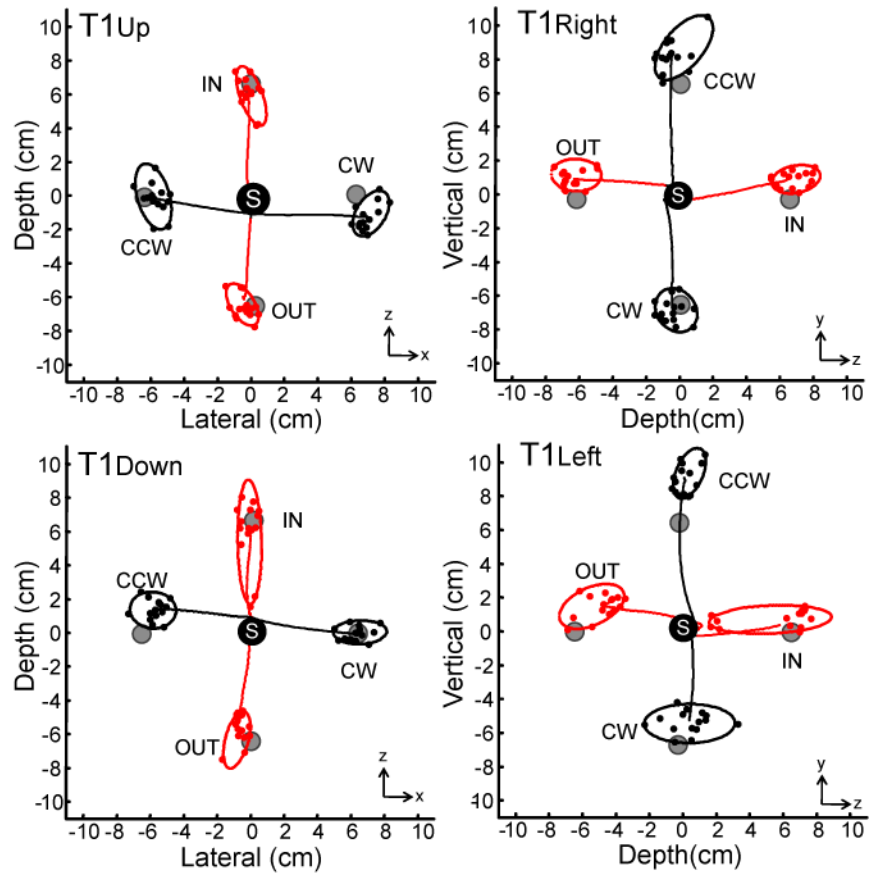 T1Up
10
8
6
4
2
0
-2
-4
-6
-8
-10
Depth (cm)
IN
CW
S
CCW
OUT
z
x
-10 -8 -6 -4 -2 0 2 4 6 8 10
Lateral (cm)
T1Right
10
8
6
4
2
0
-2
-4
-6
-8
-10
Vertical (cm)
CCW
OUT
S
IN
CW
y
z
-10 -8 -6 -4 -2 0 2 4 6 8 10
Depth(cm)
T1Down
10
8
6
4
2
0
-2
-4
-6
-8
-10
Depth (cm)
IN
CCW
S
CW
OUT
z
x
-10 -8 -6 -4 -2 0 2 4 6 8 10
Lateral (cm)
T1Left
10
8
6
4
2
0
-2
-4
-6
-8
-10
Vertical (cm)
CCW
OUT
S
IN
CW
y
z
-10 -8 -6 -4 -2 0 2 4 6 8 10
Depth(cm)